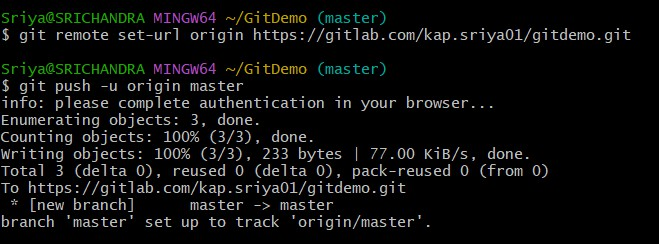 Sriya@SRICHANDRA MINGW64 ~/GitDemo (master)
$ git remote set-url origin https://gitlab.com/kap.sriya01/gitdemo.git
Sriya@SRICHANDRA MINGW64 ~/GitDemo (master)
$ git push -u origin master
info: please complete authentication in your browser...
Enumerating objects: 3, done.
Counting objects: 100% (3/3), done.
Writing objects: 100% (3/3), 233 bytes | 77.00 KiB/s, done.
Total 3 (delta 0), reused 0 (delta 0), pack-reused 0 (from 0)
To https://gitlab.com/kap.sriya01/gitdemo.git
 * [new branch]      master -> master
branch 'master' set up to track 'origin/master'.